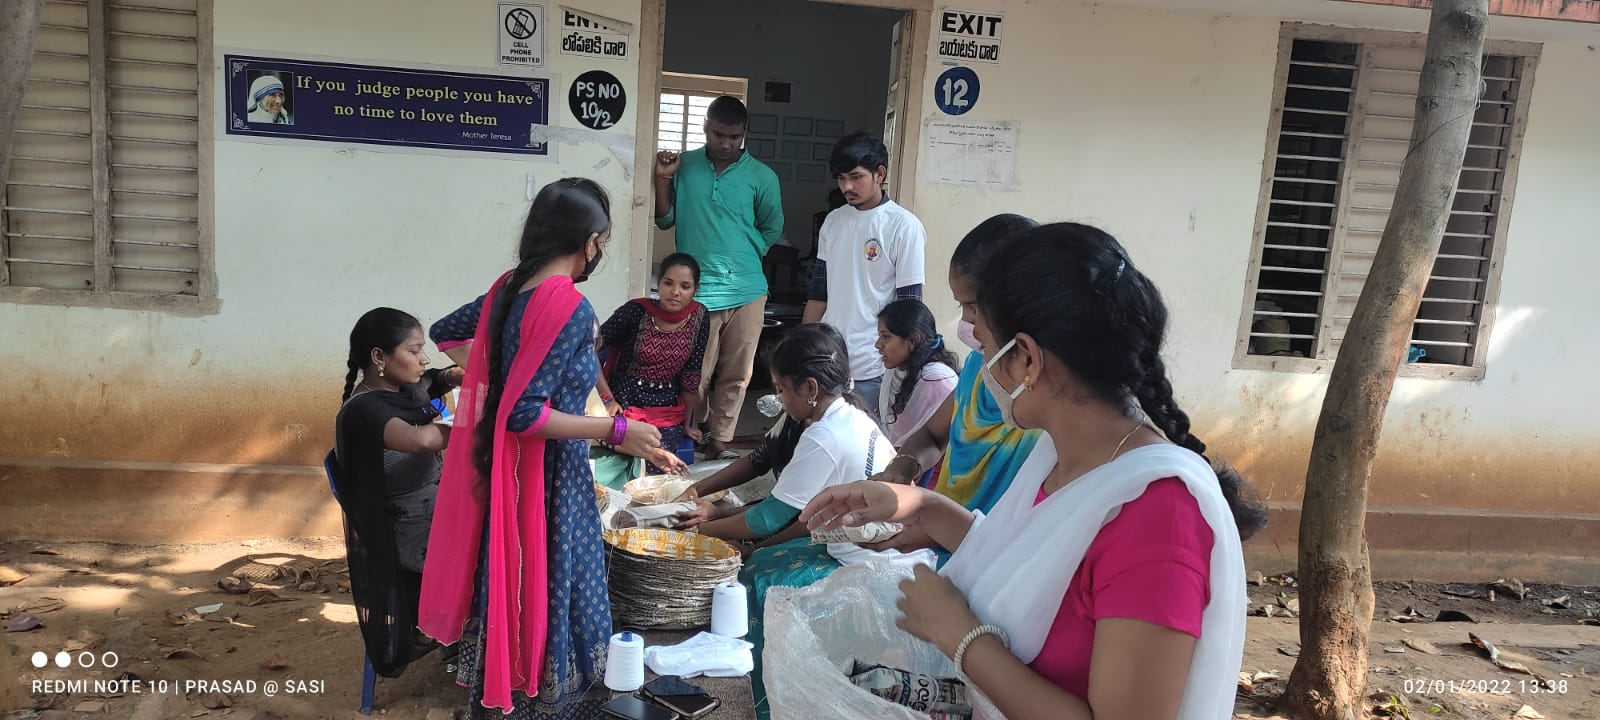 CELL
PHONE
PROHIBITED
లోపలికి దారి
PS NO
10/2
If you judge people you have
no time to love them
- Mother Teresa
EXIT
బయటకు దారి
12
REDMI NOTE 10 | PRASAD @ SASI
02/01/2022 13:38